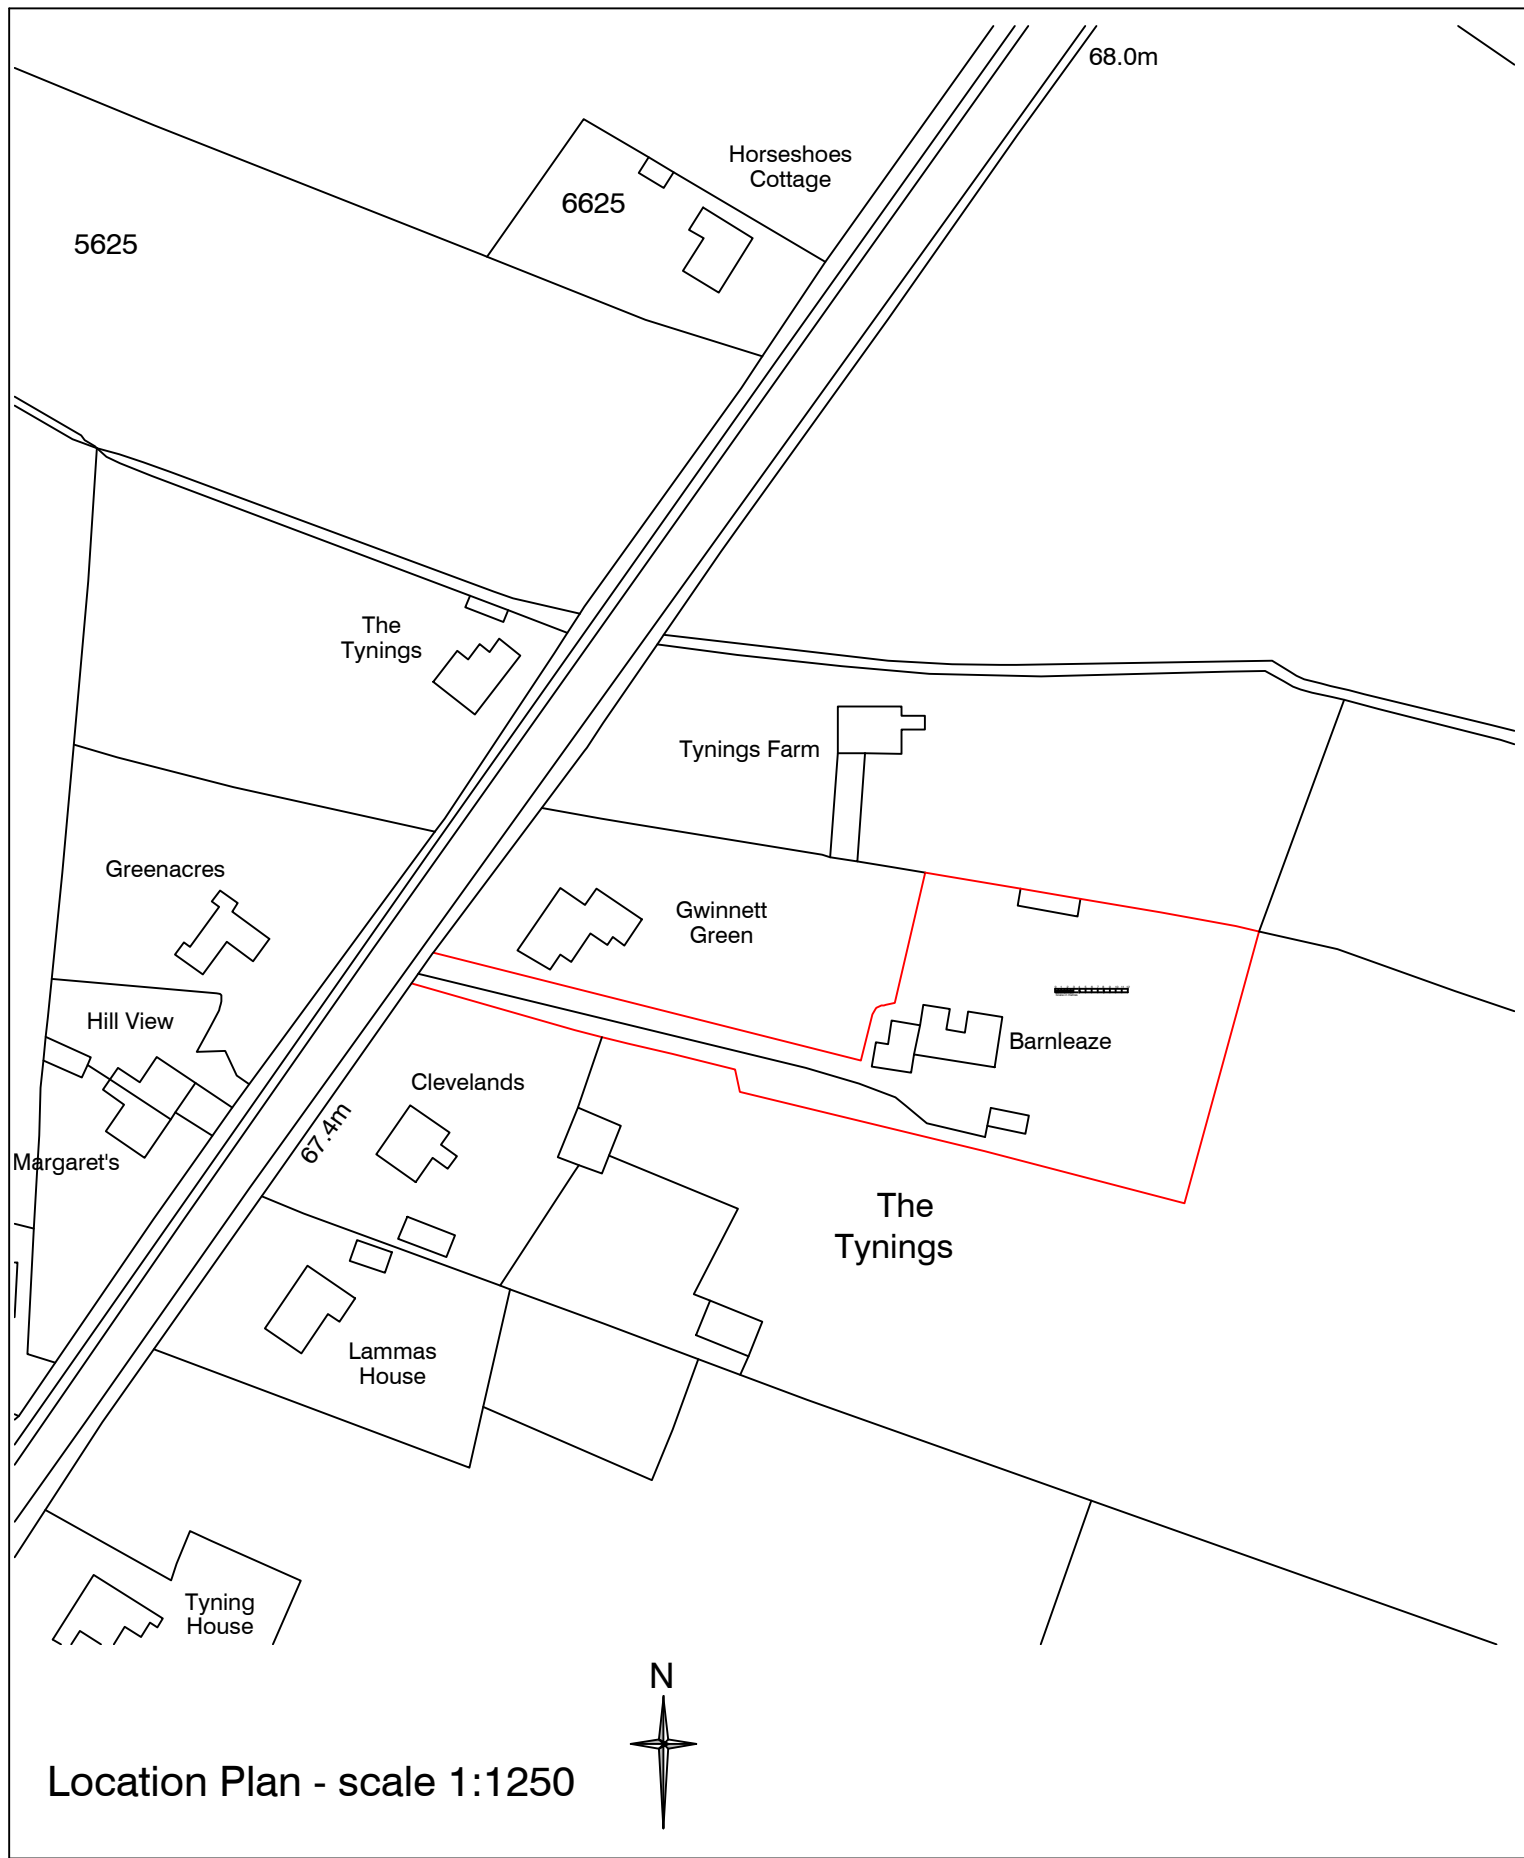 68.0m
Horseshoes
Cottage
6625
5625
The
Tynings
Tynings Farm
Greenacres
Gwinnett
Green
Hill View
Barnleaze
Clevelands
67.4m
Margaret's
The
Tynings
Lammas
House
Tyning
House
N
Location Plan - scale 1:1250